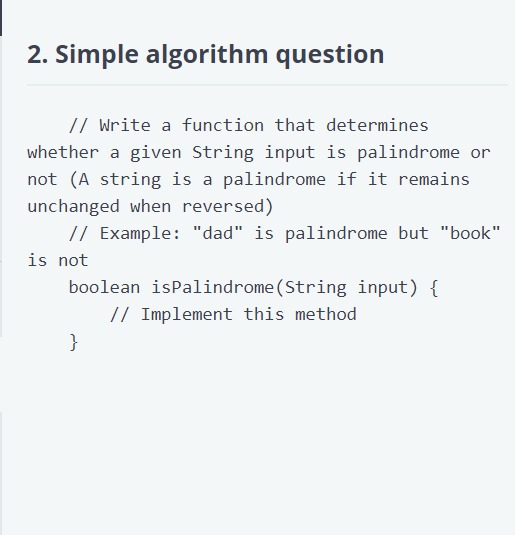 2. Simple algorithm question
// Write a function that determines
whether a given String input is palindrome or
not (A string is a palindrome if it remains
unchanged when reversed)
// Example: "dad" is palindrome but "book"
is not
boolean isPalindrome(String input) {
// Implement this method
}